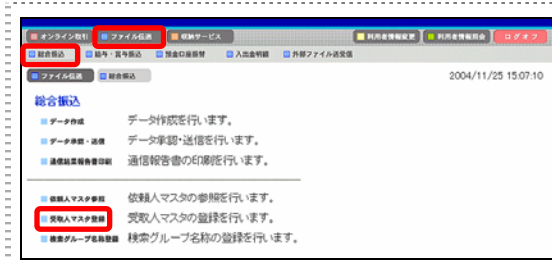 オンライン取引 ファイル伝送 収納サービス 利用者情報変更 利用者情報照会 ログオフ
総合振込 給与・賞与振込 預金口座振替 入出金明細 外部ファイル送受信
ファイル伝送 総合振込 2004/11/25 15:07:10
総合振込
データ作成 データ作成を行います。
データ承認・送信 データ承認・送信を行います。
通信結果報告書印刷 通信報告書の印刷を行います。
依頼人マスタ参照 依頼人マスタの参照を行います。
受取人マスタ登録 受取人マスタの登録を行います。
検索グループ名称登録 検索グループ名称の登録を行います。